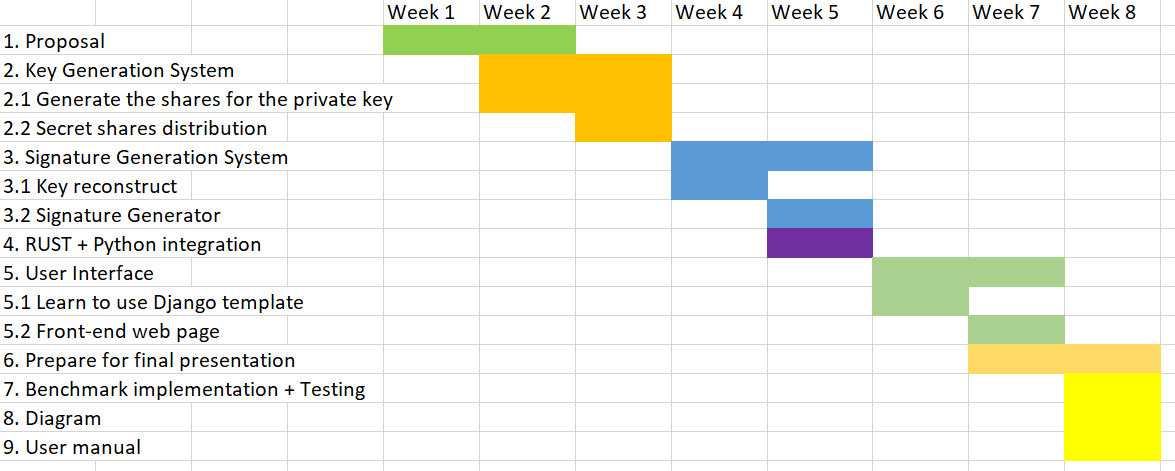 Week 1 Week 2 Week 3 Week 4 Week 5 Week 6 Week 7 Week 8
1. Proposal
2. Key Generation System
2.1 Generate the shares for the private key
2.2 Secret shares distribution
3. Signature Generation System
3.1 Key reconstruct
3.2 Signature Generator
4. RUST + Python integration
5. User Interface
5.1 Learn to use Django template
5.2 Front-end web page
6. Prepare for final presentation
7. Benchmark implementation + Testing
8. Diagram
9. User manual